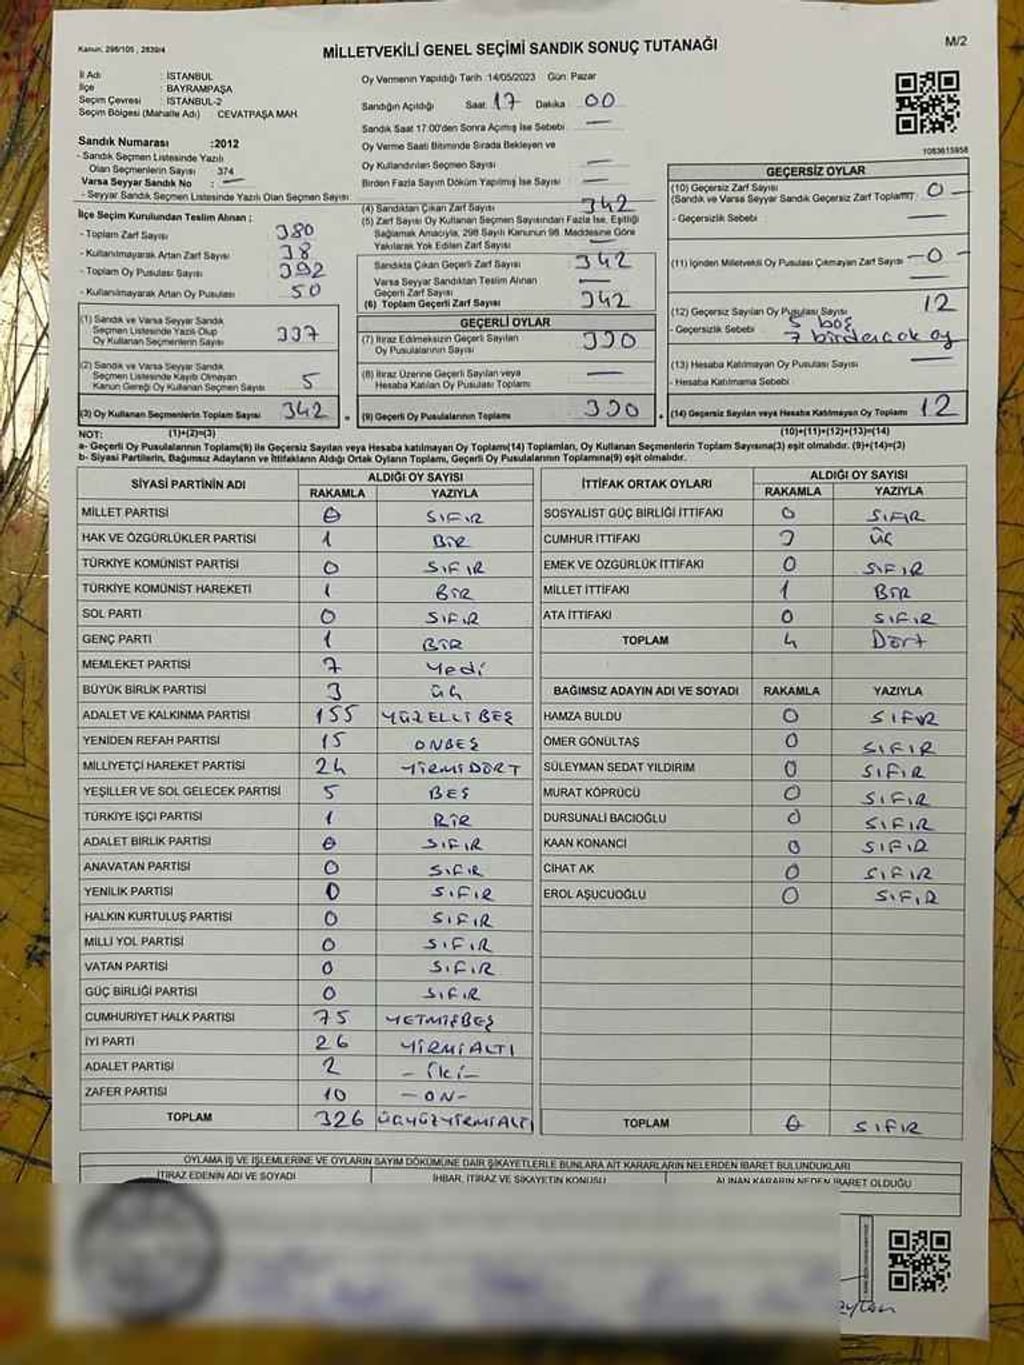 Kanun: 298/105 , 2839/4
MİLLETVEKİLİ GENEL SEÇİMİ SANDIK SONUÇ TUTANAĞI
M/2
İl Adı : İSTANBUL
İlçe : BAYRAMPAŞA
Seçim Çevresi : İSTANBUL-2
Seçim Bölgesi (Mahalle Adı) CEVATPAŞA MAH
Sandık Numarası :2012
- Sandık Seçmen Listesinde Yazılı
Olan Seçmenlerin Sayısı 374
Varsa Seyyar Sandık No : —
- Seyyar Sandık Seçmen Listesinde Yazılı Olan Seçmen Sayısı:
İlçe Seçim Kurulundan Teslim Alınan ;
- Toplam Zarf Sayısı 380
- Kullanılmayarak Artan Zarf Sayısı 38
- Toplam Oy Pusulası Sayısı 392
- Kullanılmayarak Artan Oy Pusulası 50
(1) Sandık ve Varsa Seyyar Sandık
Seçmen Listesinde Yazılı Olup
Oy Kullanan Seçmenlerin Sayısı 337
(2) Sandık ve Varsa Seyyar Sandık
Seçmen Listesinde Kayıtlı Olmayan
Kanun Gereği Oy Kullanan Seçmen Sayısı 5
(3) Oy Kullanan Seçmenlerin Toplam Sayısı 342
(1)+(2)=(3)
Oy Vermenin Yapıldığı Tarih :14/05/2023 Gün: Pazar
Sandığın Açıldığı Saat: 17 Dakika 00
Sandık Saat 17:00'den Sonra Açılmış İse Sebebi —
Oy Verme Saati Bitiminde Sırada Bekleyen ve
Oy Kullandırılan Seçmen Sayısı —
Birden Fazla Sayım Döküm Yapılmış İse Sayısı —
(4) Sandıktan Çıkan Zarf Sayısı 342
(5) Zarf Sayısı Oy Kullanan Seçmen Sayısından Fazla İse, Eşitliği
Sağlamak Amacıyla, 298 Sayılı Kanunun 98. Maddesine Göre
Yakılarak Yok Edilen Zarf Sayısı —
Sandıkta Çıkan Geçerli Zarf Sayısı 342
Varsa Seyyar Sandıktan Teslim Alınan
Geçerli Zarf Sayısı —
(6) Toplam Geçerli Zarf Sayısı 342
GEÇERLİ OYLAR
(7) İtiraz Edilmeksizin Geçerli Sayılan
Oy Pusulalarının Sayısı 330
(8) İtiraz Üzerine Geçerli Sayılan veya
Hesaba Katılan Oy Pusulası Toplamı —
(9) Geçerli Oy Pusulalarının Toplamı 330
1083615958
GEÇERSİZ OYLAR
(10) Geçersiz Zarf Sayısı
(Sandık ve Varsa Seyyar Sandık Geçersiz Zarf Toplamı) 0 —
- Geçersizlik Sebebi —
(11) İçinden Milletvekili Oy Pusulası Çıkmayan Zarf Sayısı —0 —
(12) Geçersiz Sayılan Oy Pusulası Sayısı 12
- Geçersizlik Sebebi 5 boş
7 birden çok oy
(13) Hesaba Katılmayan Oy Pusulası Sayısı —
- Hesaba Katılmama Sebebi
(14) Geçersiz Sayılan veya Hesaba Katılmayan Oy Toplamı 12
(10)+(11)+(12)+(13)=(14)
NOT:
a- Geçerli Oy Pusulalarının Toplamı(9) ile Geçersiz Sayılan veya Hesaba katılmayan Oy Toplamı(14) Toplamları, Oy Kullanan Seçmenlerin Toplam Sayısına(3) eşit olmalıdır. (9)+(14)=(3)
b- Siyasi Partilerin, Bağımsız Adayların ve İttifakların Aldığı Ortak Oyların Toplamı, Geçerli Oy Pusulalarının Toplamına(9) eşit olmalıdır.
SİYASİ PARTİNİN ADI ALDIĞI OY SAYISI
RAKAMLA YAZIYLA
MİLLET PARTİSİ 0 SIFIR
HAK VE ÖZGÜRLÜKLER PARTİSİ 1 BİR
TÜRKİYE KOMÜNİST PARTİSİ 0 SIFIR
TÜRKİYE KOMÜNİST HAREKETİ 1 BİR
SOL PARTİ 0 SIFIR
GENÇ PARTİ 1 BİR
MEMLEKET PARTİSİ 7 Yedi
BÜYÜK BİRLİK PARTİSİ 3 üç
ADALET VE KALKINMA PARTİSİ 155 YÜZELLİBEŞ
YENİDEN REFAH PARTİSİ 15 ONBEŞ
MİLLİYETÇİ HAREKET PARTİSİ 24 YİRMİDÖRT
YEŞİLLER VE SOL GELECEK PARTİSİ 5 BEŞ
TÜRKİYE İŞÇİ PARTİSİ 1 BİR
ADALET BİRLİK PARTİSİ 0 SIFIR
ANAVATAN PARTİSİ 0 SIFIR
YENİLİK PARTİSİ 0 SIFIR
HALKIN KURTULUŞ PARTİSİ 0 SIFIR
MİLLİ YOL PARTİSİ 0 SIFIR
VATAN PARTİSİ 0 SIFIR
GÜÇ BİRLİĞİ PARTİSİ 0 SIFIR
CUMHURİYET HALK PARTİSİ 75 YETMİŞBEŞ
İYİ PARTİ 26 YİRMİALTI
ADALET PARTİSİ 2 – İki –
ZAFER PARTİSİ 10 – ON –
TOPLAM 326 ÜÇYÜZYİRMİALTI
İTTİFAK ORTAK OYLARI ALDIĞI OY SAYISI
RAKAMLA YAZIYLA
SOSYALİST GÜÇ BİRLİĞİ İTTİFAKI 0 SIFIR
CUMHUR İTTİFAKI 3 üç
EMEK VE ÖZGÜRLÜK İTTİFAKI 0 SIFIR
MİLLET İTTİFAKI 1 BİR
ATA İTTİFAKI 0 SIFIR
TOPLAM 4 Dört
BAĞIMSIZ ADAYIN ADI VE SOYADI RAKAMLA YAZIYLA
HAMZA BULDU 0 SIFIR
ÖMER GÖNÜLTAŞ 0 SIFIR
SÜLEYMAN SEDAT YILDIRIM 0 SIFIR
MURAT KÖPRÜCÜ 0 SIFIR
DURSUNALİ BACIOĞLU 0 SIFIR
KAAN KONANCİ 0 SIFIR
CİHAT AK 0 SIFIR
EROL AŞUCUOĞLU 0 SIFIR
TOPLAM 0 SIFIR
OYLAMA İŞ VE İŞLEMLERİNE VE OYLARIN SAYIM DÖKÜMÜNE DAİR ŞİKAYETLERLE BUNLARA AİT KARARLARIN NELERDEN İBARET BULUNDUKLARI
İTİRAZ EDENİN ADI VE SOYADI İHBAR, İTİRAZ VE ŞİKAYETİN KONUSU ALINAN KARARIN NEDEN İBARET OLDUĞU